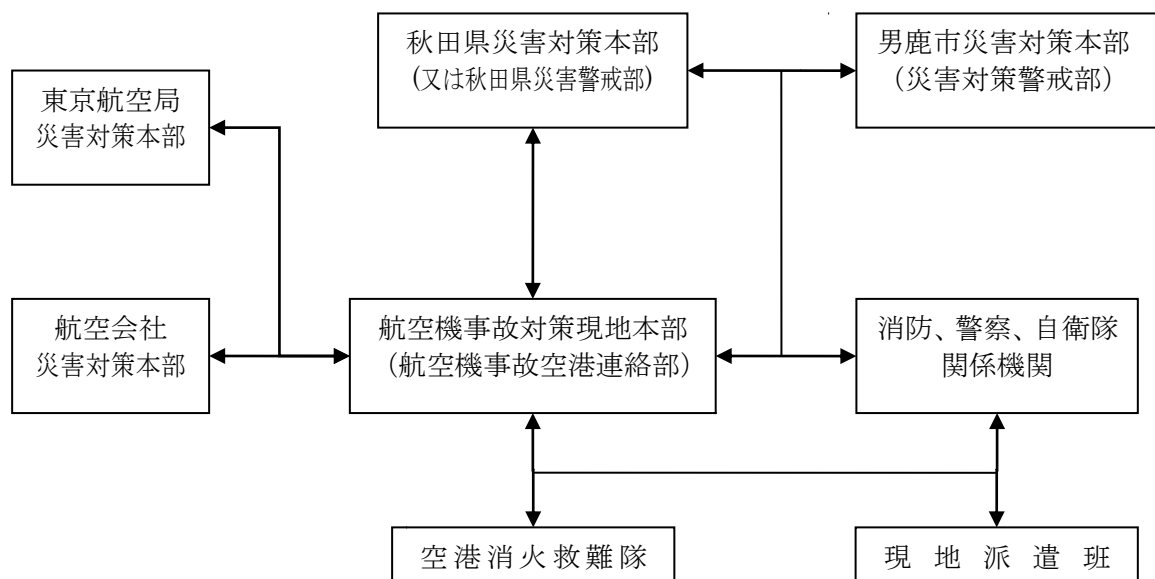 秋田県災害対策本部
(又は秋田県災害警戒部)
男鹿市災害対策本部
(災害対策警戒部)
東京航空局
災害対策本部
航空会社
災害対策本部
航空機事故対策現地本部
(航空機事故空港連絡部)
消防、警察、自衛隊
関係機関
空港消火救難隊
現地派遣班